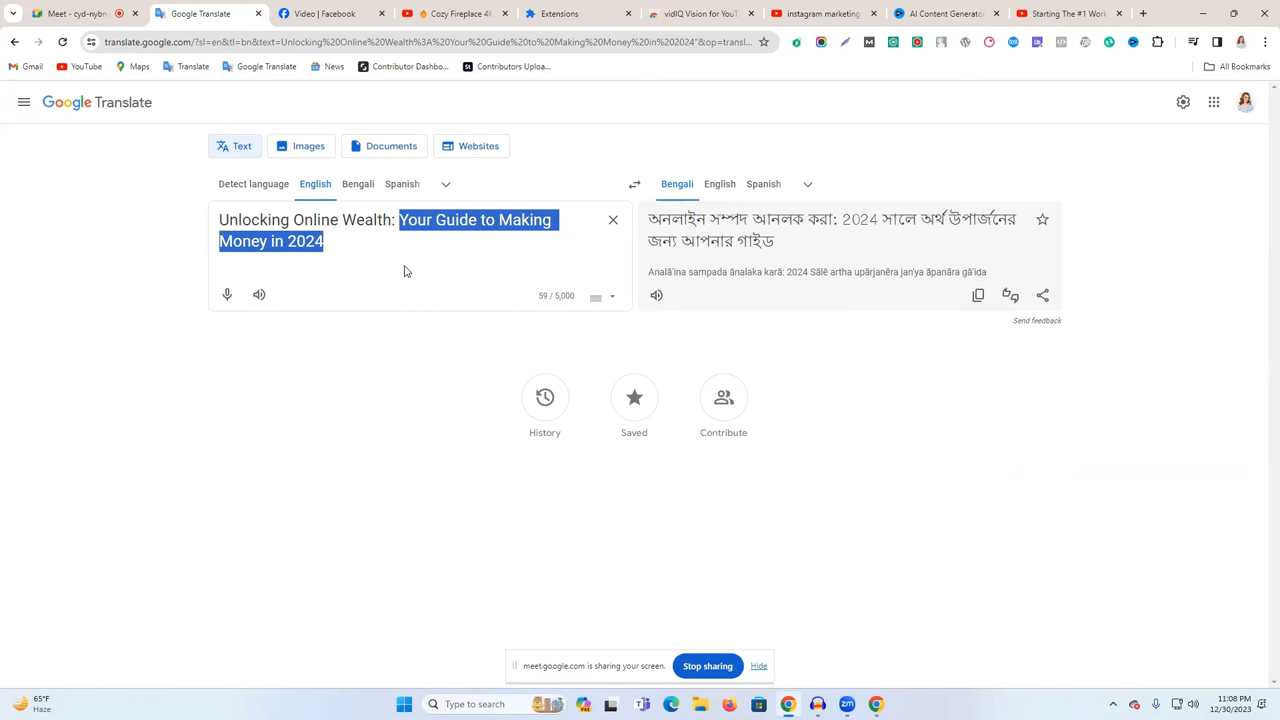 Meet - ocjd-nybn
Google Translate
Video | Facebook
🔥 Cozy Fireplace 4K
Extensions
vidIQ Vision for YouT
instagram marketing
AI Content Generato
Starting The #1 Work
translate.google.com/?sl=en&tl=bn&text=Unlocking%20Online%20Wealth%3A%20Your%20Guide%20to%20Making%20Money%20in%202024"&op=transl...
Gmail
YouTube
Maps
Translate
Google Translate
News
Contributor Dashbo...
Contributors Uploa...
All Bookmarks
Google Translate
Text
Images
Documents
Websites
Detect language
English
Bengali
Spanish
Bengali
English
Spanish
Unlocking Online Wealth: Your Guide to Making
Money in 2024
59 / 5,000
অনলাইন সম্পদ আনলক করা: 2024 সালে অর্থ উপার্জনের
জন্য আপনার গাইড
Analā'ina sampada ānalaka karā: 2024 Sālē artha upārjanēra jan'ya āpanāra gā'iḍa
Send feedback
History
Saved
Contribute
meet.google.com is sharing your screen.
Stop sharing
Hide
65°F
Haze
Type to search
11:08 PM
12/30/2023